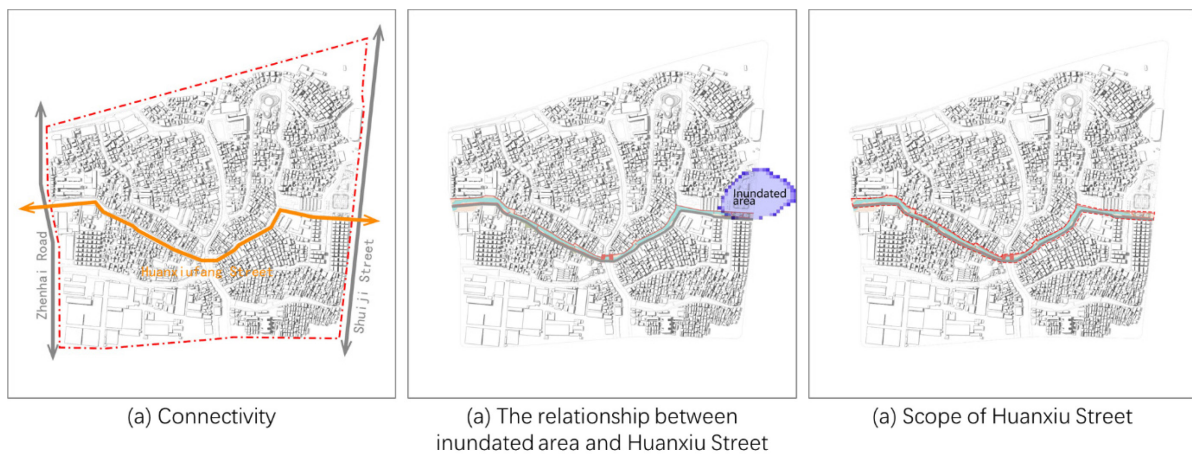 Zhenhai Road
Huanxiufang Street
Shuiji Street
Inundated
area
(a) Connectivity
(a) The relationship between
inundated area and Huanxiu Street
(a) Scope of Huanxiu Street